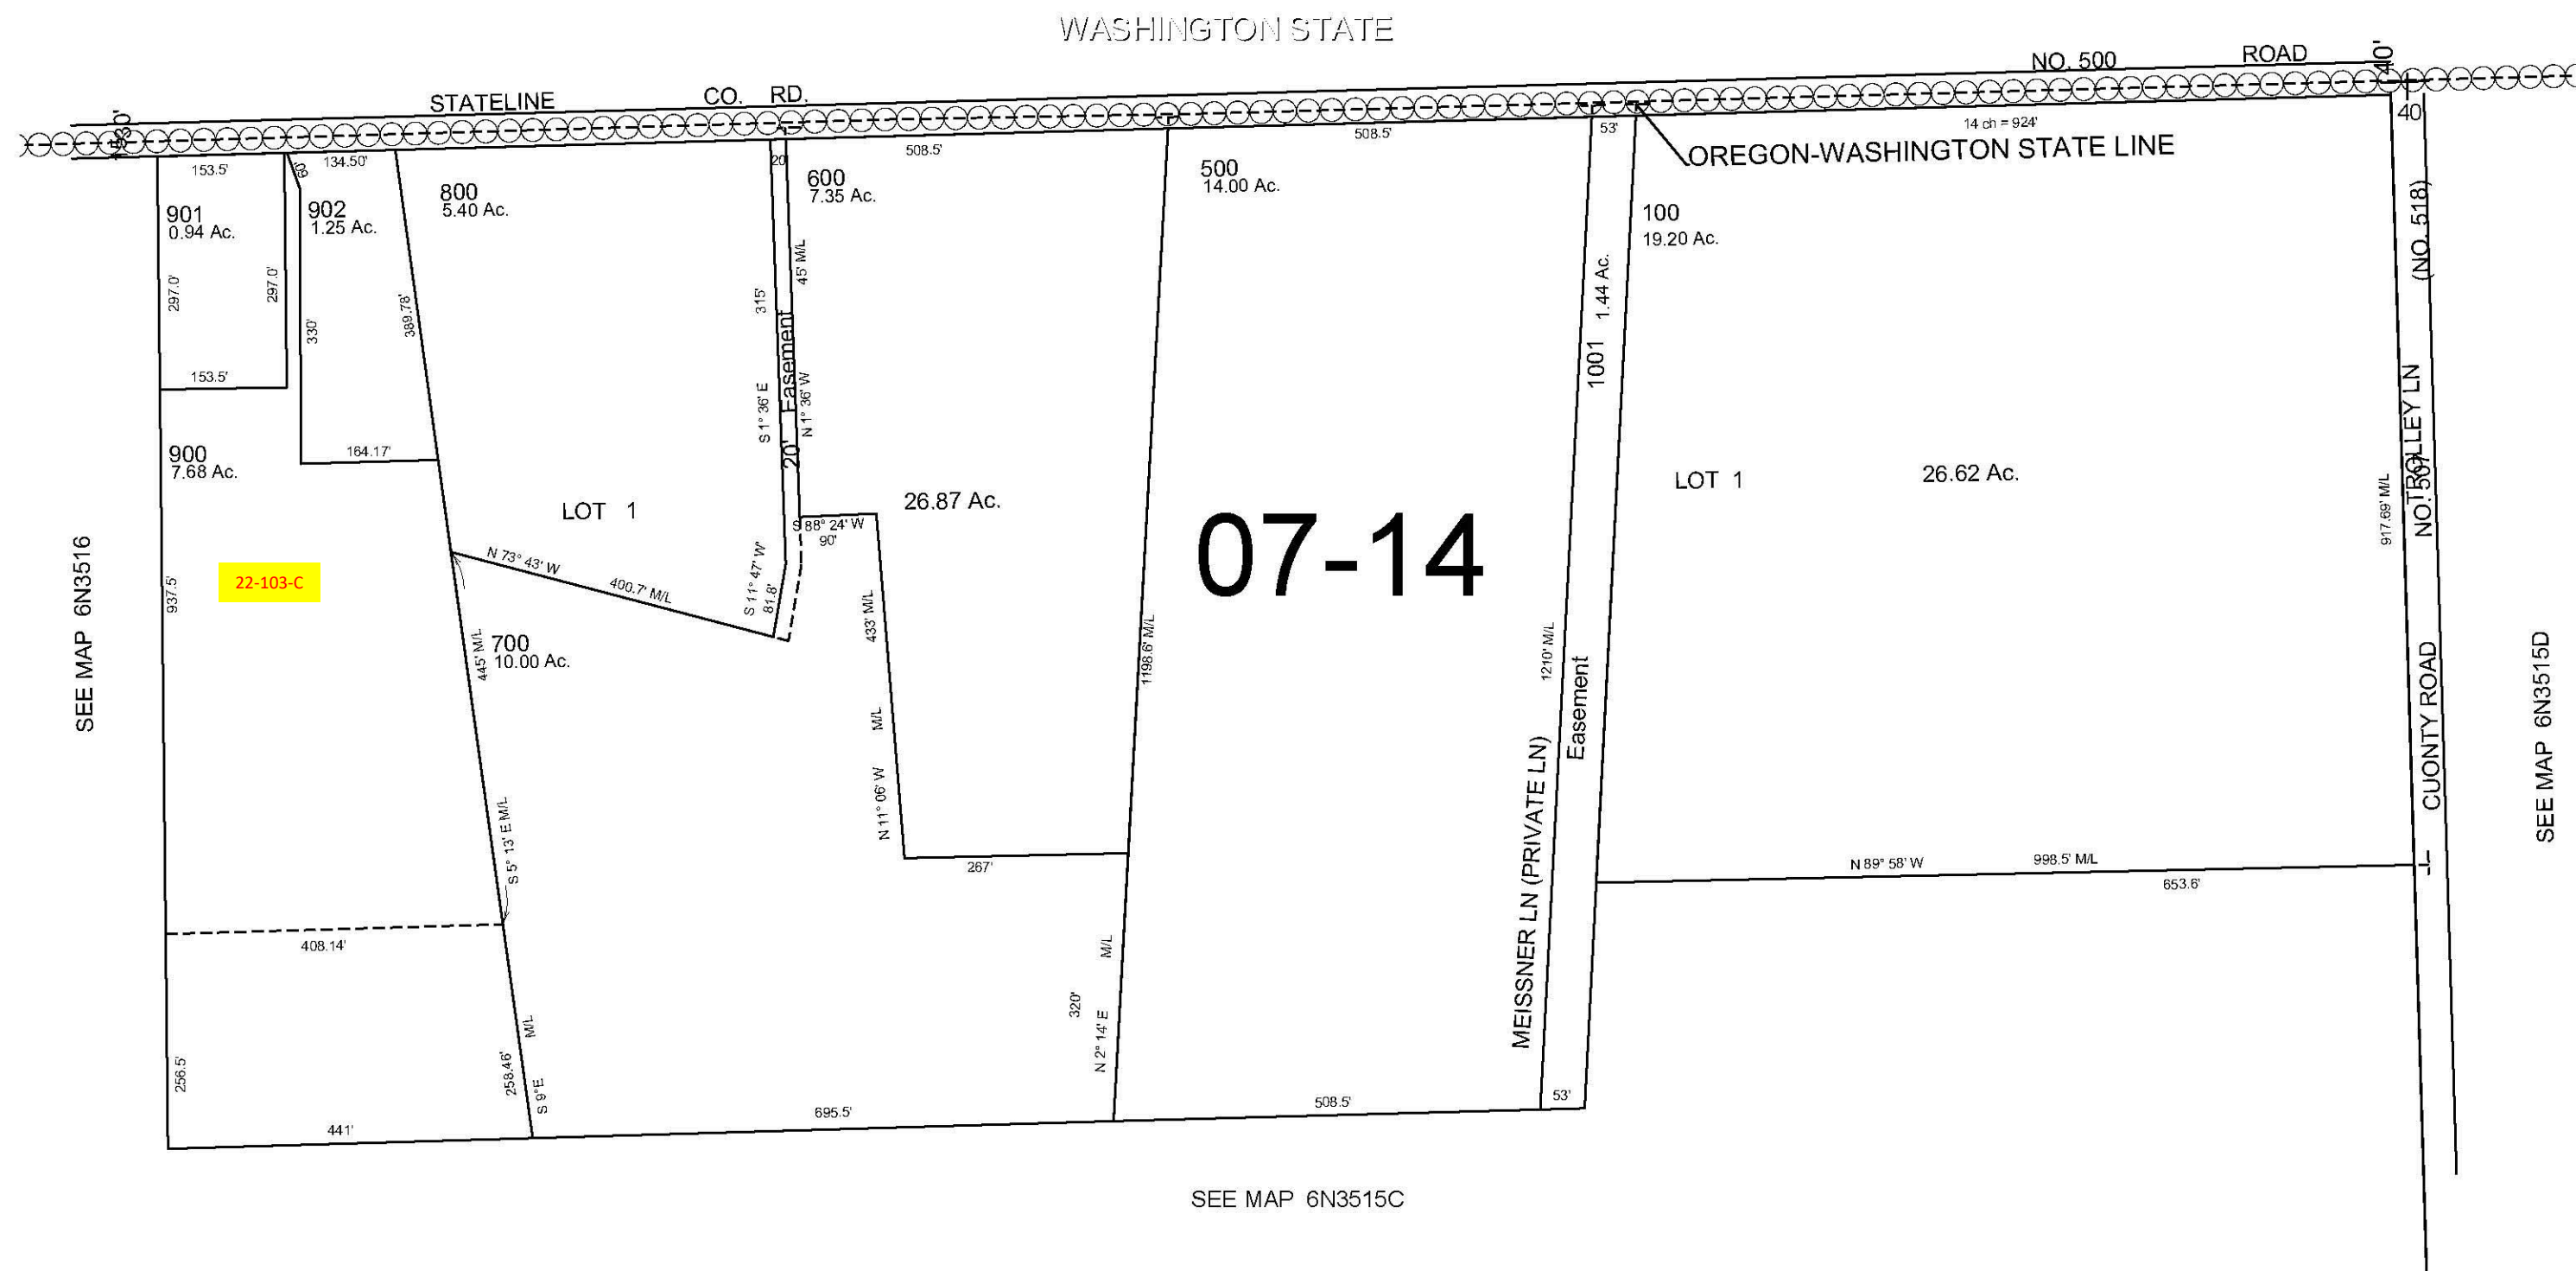 WASHINGTON STATE
STATELINE CO. RD. NO. 500 ROAD
40'
40
153.5'
60'
134.50'
20'
508.5'
508.5'
53'
14 ch = 924'
OREGON-WASHINGTON STATE LINE
901
0.94 Ac.
902
1.25 Ac.
800
5.40 Ac.
600
7.35 Ac.
500
14.00 Ac.
100
19.20 Ac.
297.0'
297.0'
330'
389.78'
315'
45' M/L
S 1° 36' E
N 1° 36' W
20' Easement
1001 1.44 Ac.
(NO. 518)
TROLLEY LN
NO. 507
CUONTY ROAD
917.69' M/L
153.5'
900
7.68 Ac.
164.17'
LOT 1
26.87 Ac.
07-14
LOT 1
26.62 Ac.
S 88° 24' W
90'
N 73° 43' W 400.7' M/L
S 11° 47' W
81.8'
SEE MAP 6N3516
937.5'
22-103-C
700
10.00 Ac.
445' M/L
433' M/L
N 11° 06' W M/L
1198.6' M/L
1210' M/L
Easement
MEISSNER LN (PRIVATE LN)
SEE MAP 6N3515D
S 5° 13' E M/L
267'
N 89° 58' W 998.5' M/L
653.6'
408.14'
320'
N 2° 14' E M/L
256.5'
258.46'
S 9°E M/L
441'
695.5'
508.5'
53'
SEE MAP 6N3515C